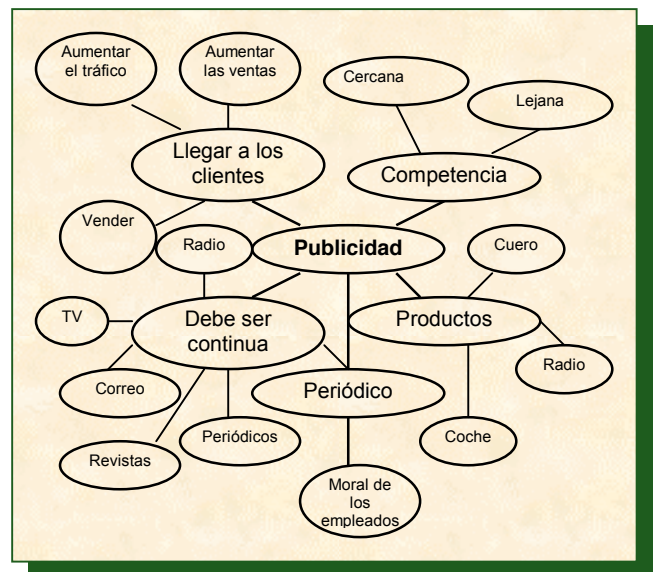 Aumentar
el tráfico
Aumentar
las ventas
Cercana
Lejana
Llegar a los
clientes
Competencia
Vender
Radio
Publicidad
Cuero
TV
Debe ser
continua
Productos
Radio
Correo
Periódico
Revistas
Periódicos
Coche
Moral de
los
empleados